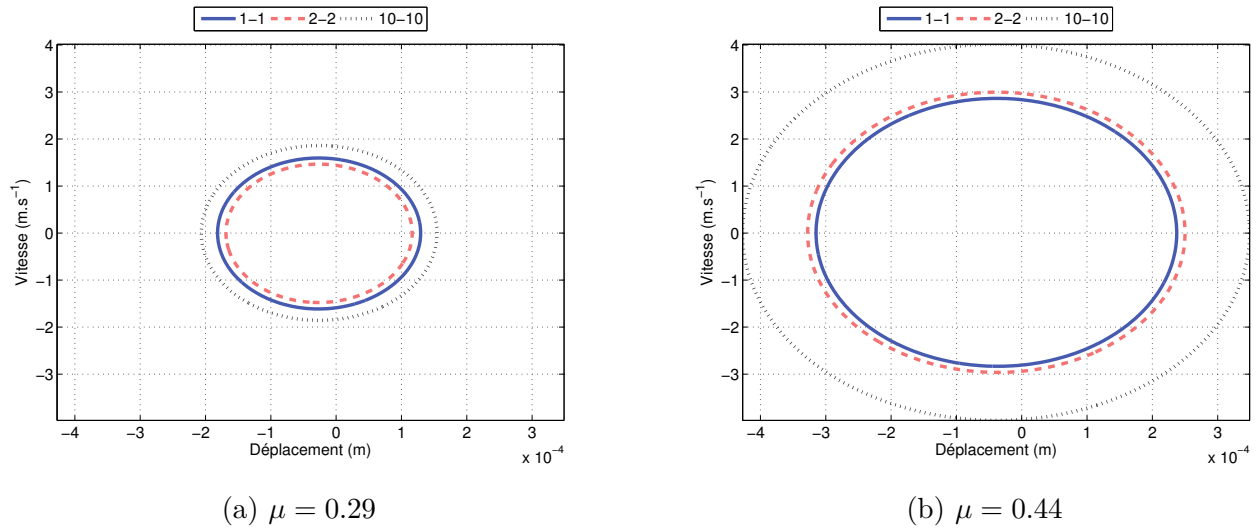 1−1 2−2 10−10
4
3
2
1
0
−1
−2
−3
Vitesse (m.s⁻¹)
−4 −3 −2 −1 0 1 2 3
Déplacement (m)
x 10⁻⁴
(a) μ = 0.29
1−1 2−2 10−10
4
3
2
1
0
−1
−2
−3
Vitesse (m.s⁻¹)
−4 −3 −2 −1 0 1 2 3
Déplacement (m)
x 10⁻⁴
(b) μ = 0.44